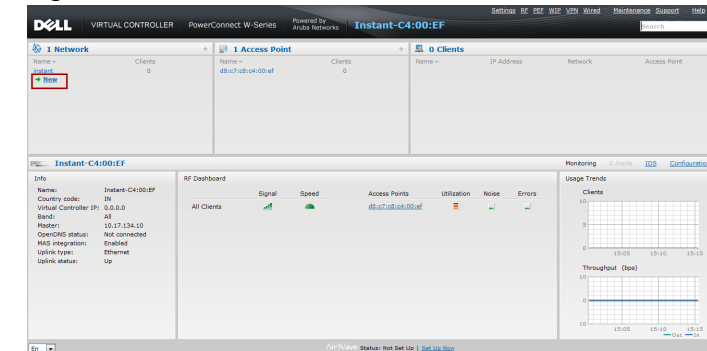 Settings RF PEF WIP VPN Wired Maintenance Support Help
DELL VIRTUAL CONTROLLER PowerConnect W-Series Powered by Aruba Networks Instant-C4:00:EF
Search
1 Network + 1 Access Point + 0 Clients
Name Clients Name Clients Name IP Address Network Access Point
instant 0 d8:c7:c8:c4:00:ef 0
New
Instant-C4:00:EF Monitoring 0 Alerts IDS Configuration
Info RF Dashboard Usage Trends
Name: Instant-C4:00:EF
Country code: IN
Virtual Controller IP: 0.0.0.0
Band: All
Master: 10.17.134.10
OpenDNS status: Not connected
MAS integration: Enabled
Uplink type: Ethernet
Uplink status: Up
Signal Speed Access Points Utilization Noise Errors
All Clients d8:c7:c8:c4:00:ef
Clients
10
5
0
15:05 15:10 15:15
Throughput (bps)
10
0
10
15:05 15:10 15:15
Out In
En AirWave Status: Not Set Up | Set Up Now